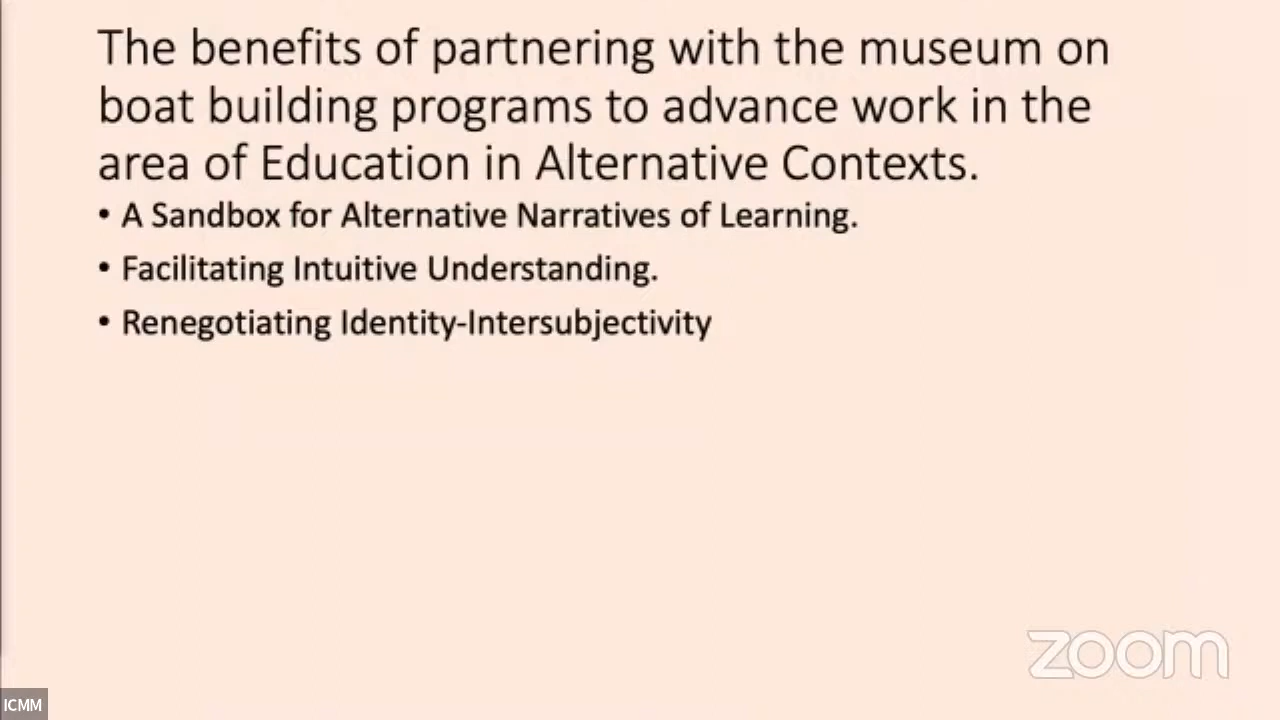 The benefits of partnering with the museum on
boat building programs to advance work in the
area of Education in Alternative Contexts.
• A Sandbox for Alternative Narratives of Learning.
• Facilitating Intuitive Understanding.
• Renegotiating Identity-Intersubjectivity
zoom
ICMM